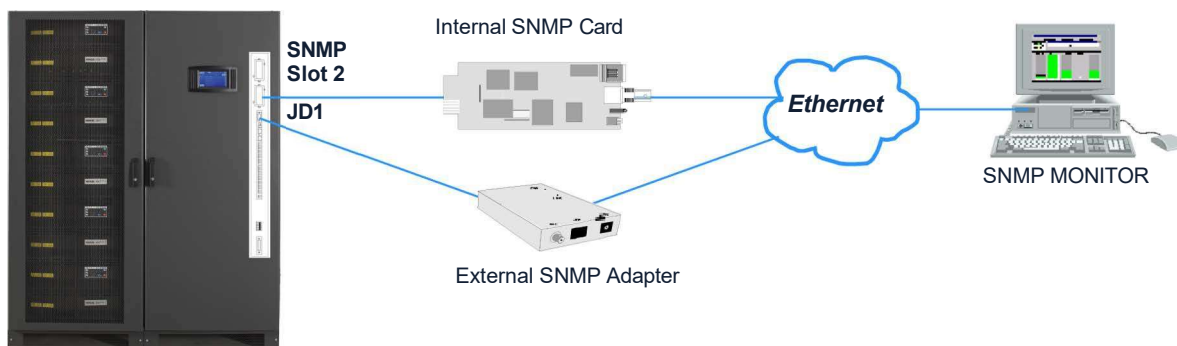 Internal SNMP Card
SNMP
Slot 2
JD1
Ethernet
SNMP MONITOR
External SNMP Adapter